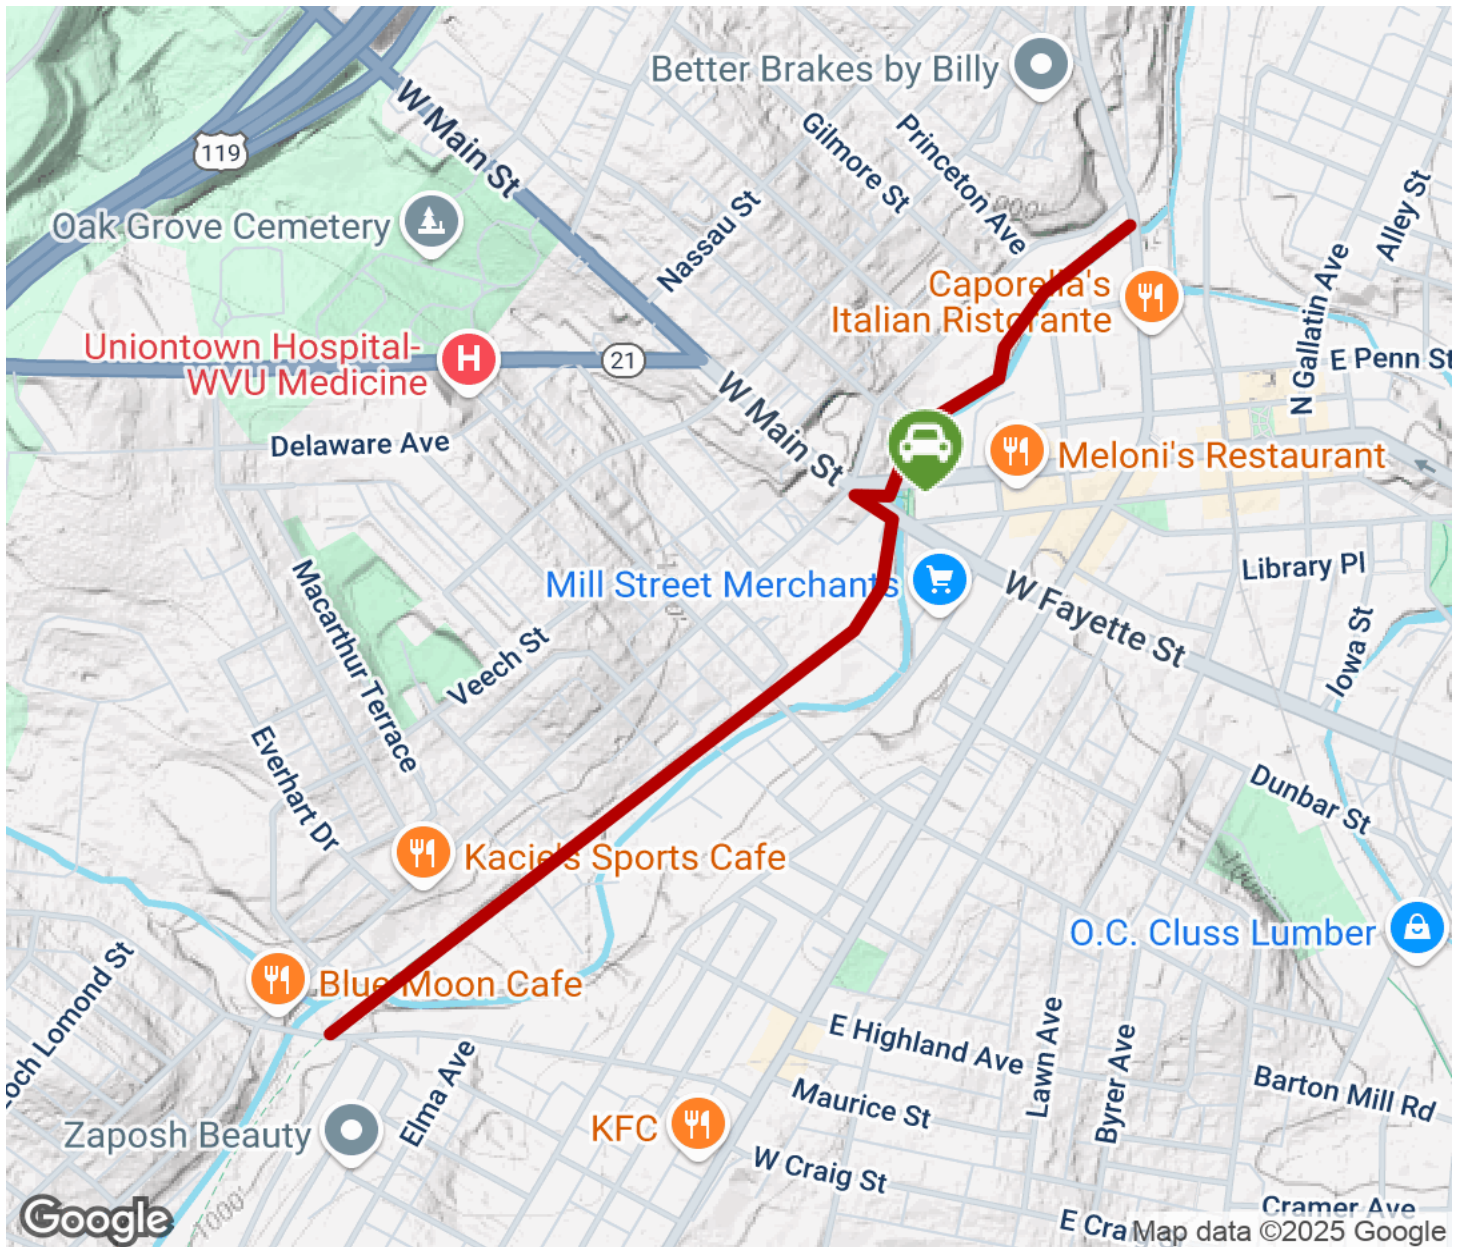 Better Brakes by Billy
W Main St
119
Gilmore St
Princeton Ave
Alley St
Nassau St
Oak Grove Cemetery
Caporella's
Italian Ristorante
N Gallatin Ave
Uniontown Hospital-
WVU Medicine
H
21
E Penn St
W Main St
Delaware Ave
Meloni's Restaurant
Library Pl
Mill Street Merchants
W Fayette St
Macarthur Terrace
Veech St
Iowa St
Everhart Dr
Dunbar St
Kacie's Sports Cafe
1000
O.C. Cluss Lumber
Blue Moon Cafe
och Lomond St
E Highland Ave
Lawn Ave
Byrer Ave
Elma Ave
Maurice St
Barton Mill Rd
Zaposh Beauty
KFC
W Craig St
Cramer Ave
Google
1000'
E Cra
Map data ©2025 Google